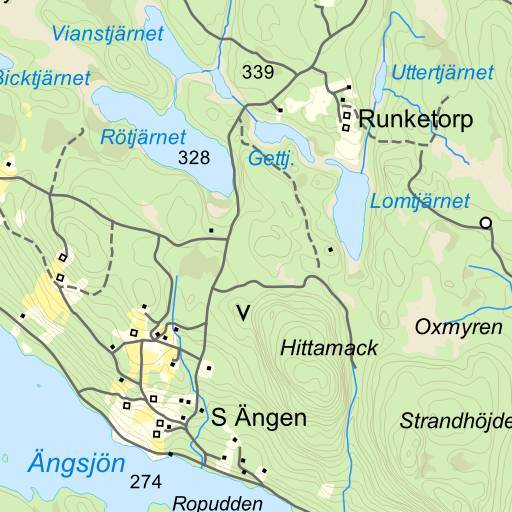 Vianstjärnet
339
Uttertjärnet
Bicktjärnet
Runketorp
Rötjärnet
328
Gettj.
Lomtjärnet
V
Oxmyren
Hittamack
S Ängen
Strandhöjde
Ängsjön
274
Ropudden